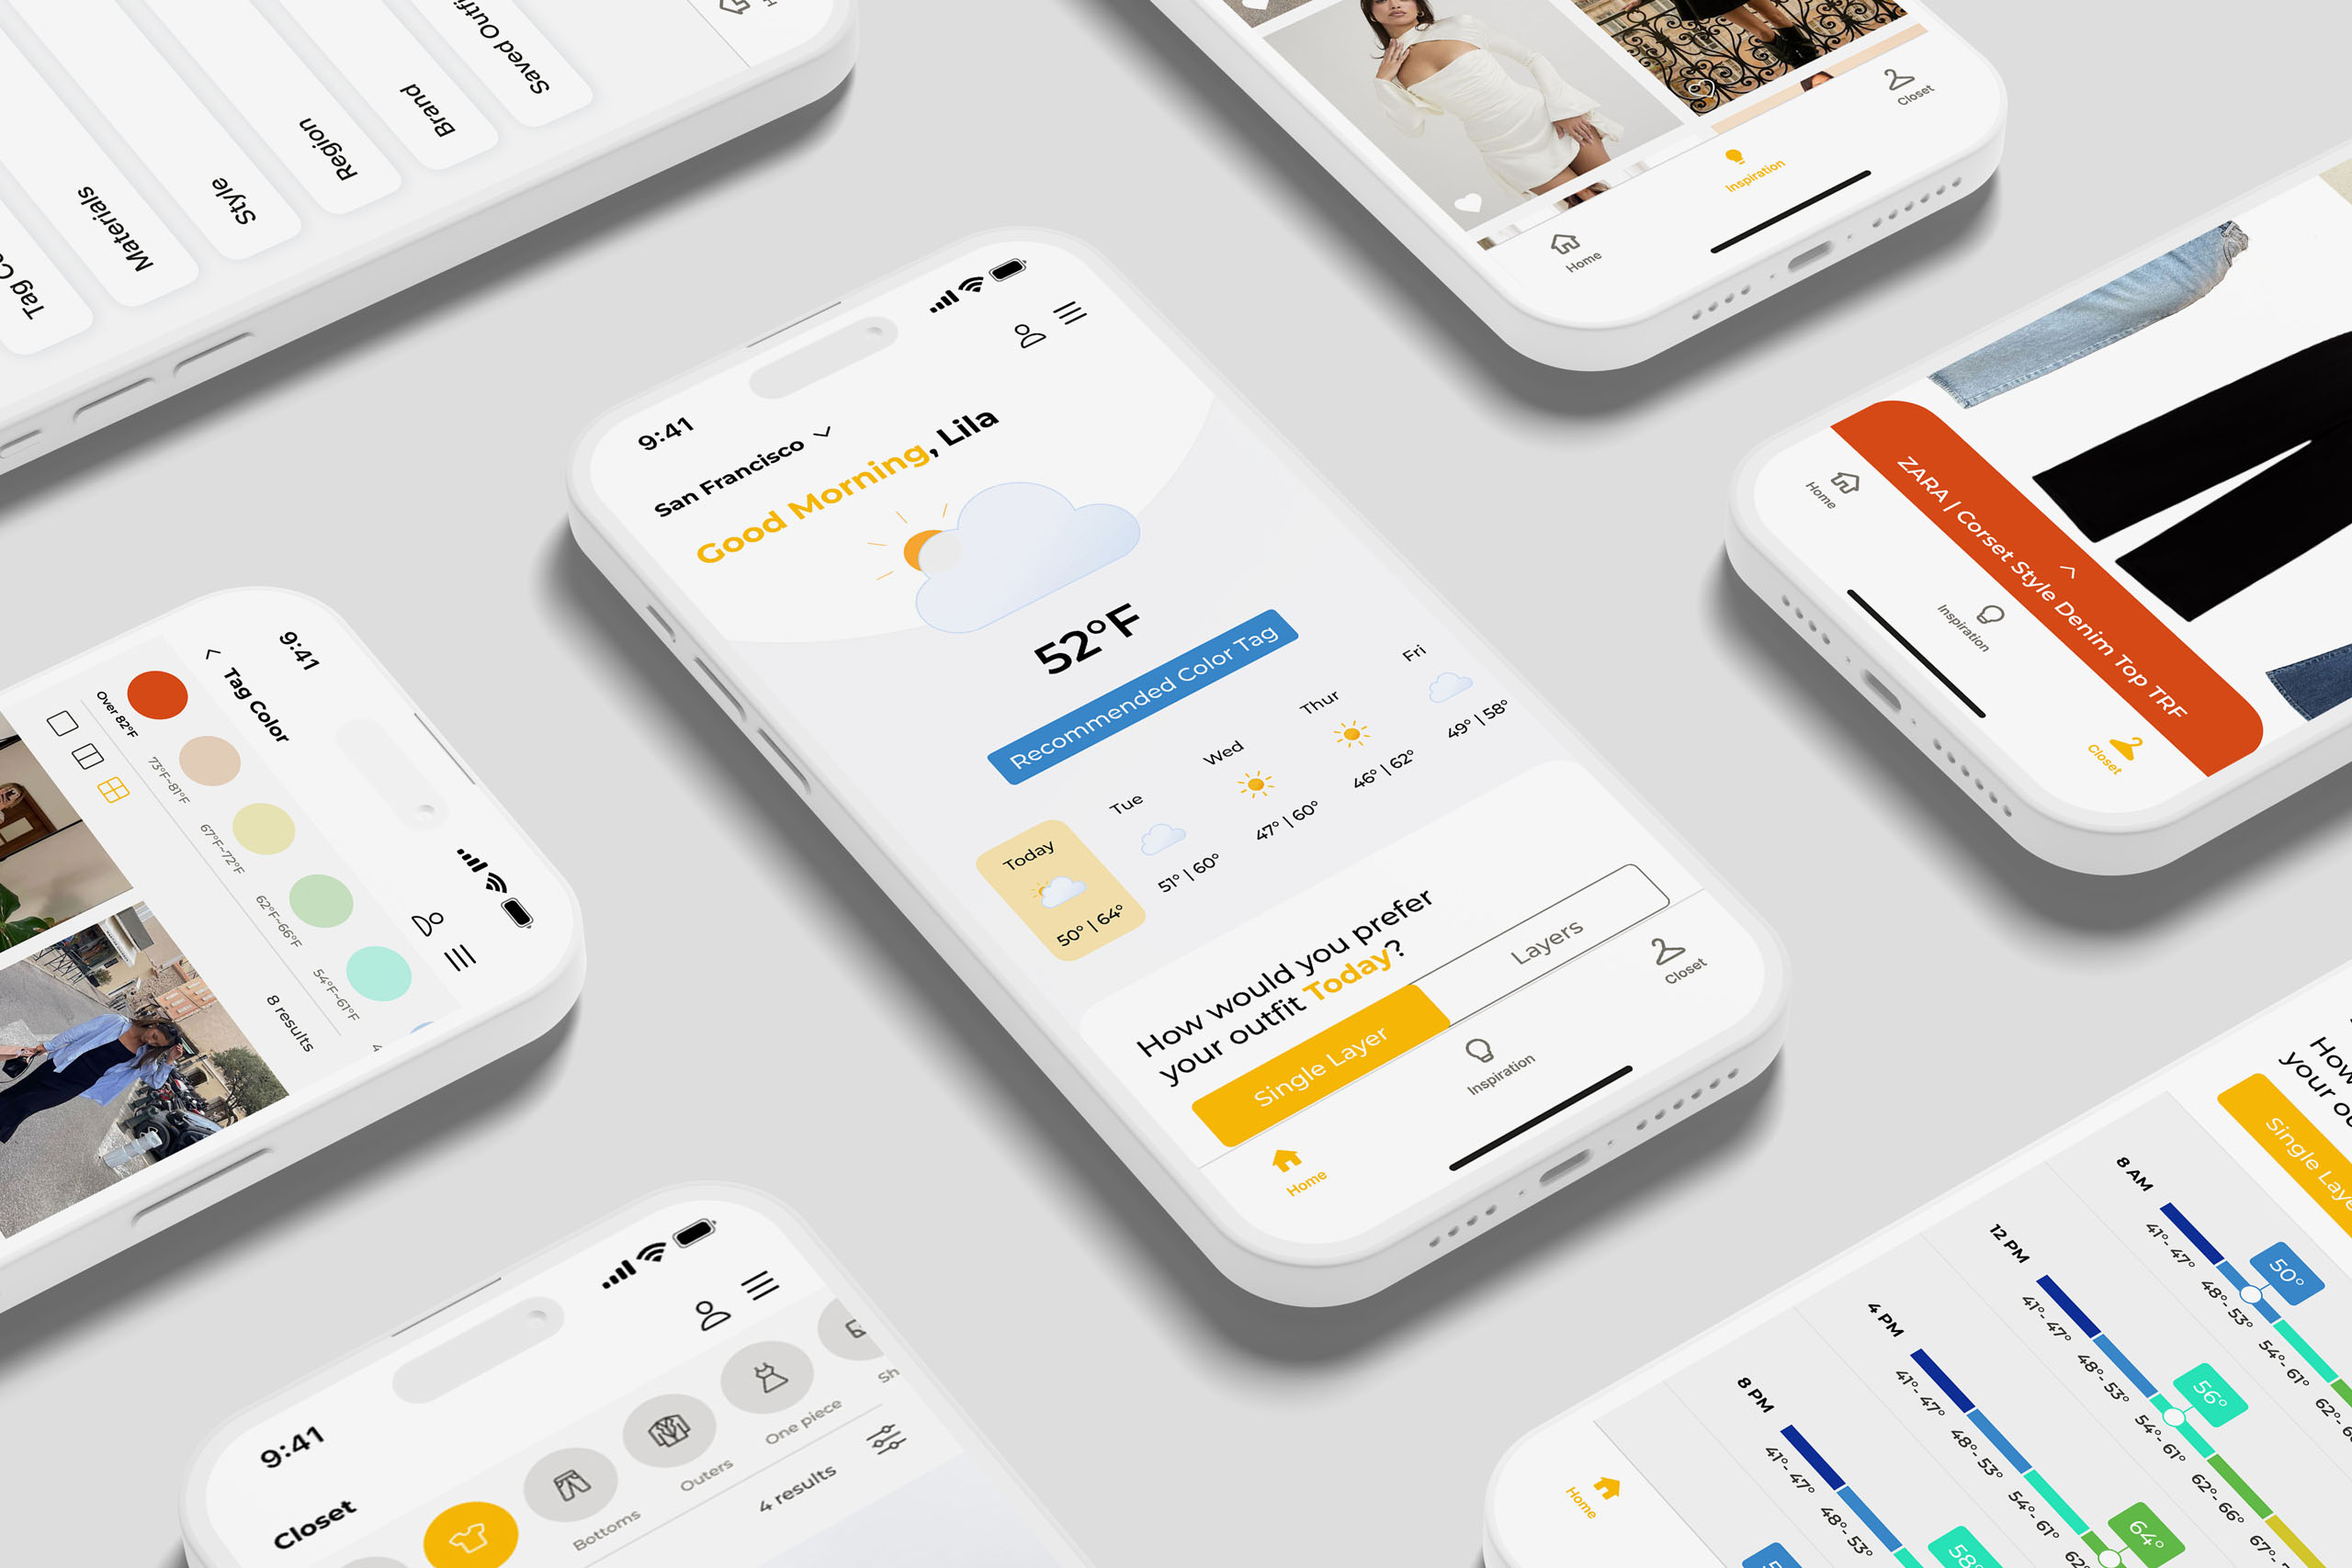 Saved Outfi
Brand
Region
Style
Materials
Tag Co
Home
Inspiration
Closet
9:41
San Francisco
Good Morning, Lila
52°F
Recommended Color Tag
Today
50° | 64°
Tue
51° | 60°
Wed
47° | 60°
Thur
46° | 62°
Fri
49° | 58°
How would you prefer
your outfit Today?
Single Layer
Layers
Home
Inspiration
Closet
ZARA | Corset Style Denim Top TRF
Home
Inspiration
Closet
9:41
Tag Color
Over 82°F
73°F~81°F
67°F~72°F
62°F~66°F
54°F~61°F
4
8 results
9:41
Closet
Bottoms
Outers
One piece
Sh
4 results
How
your ou
Single Laye
8 AM
50°
41°- 47°
48°- 53°
54°- 61°
62°- 6
12 PM
56°
41°- 47°
48°- 53°
54°- 61°
62°- 66°
67°-
4 PM
64°
41°- 47°
48°- 53°
54°- 61°
62°
8 PM
58°
41°- 47°
48°- 53°
Home